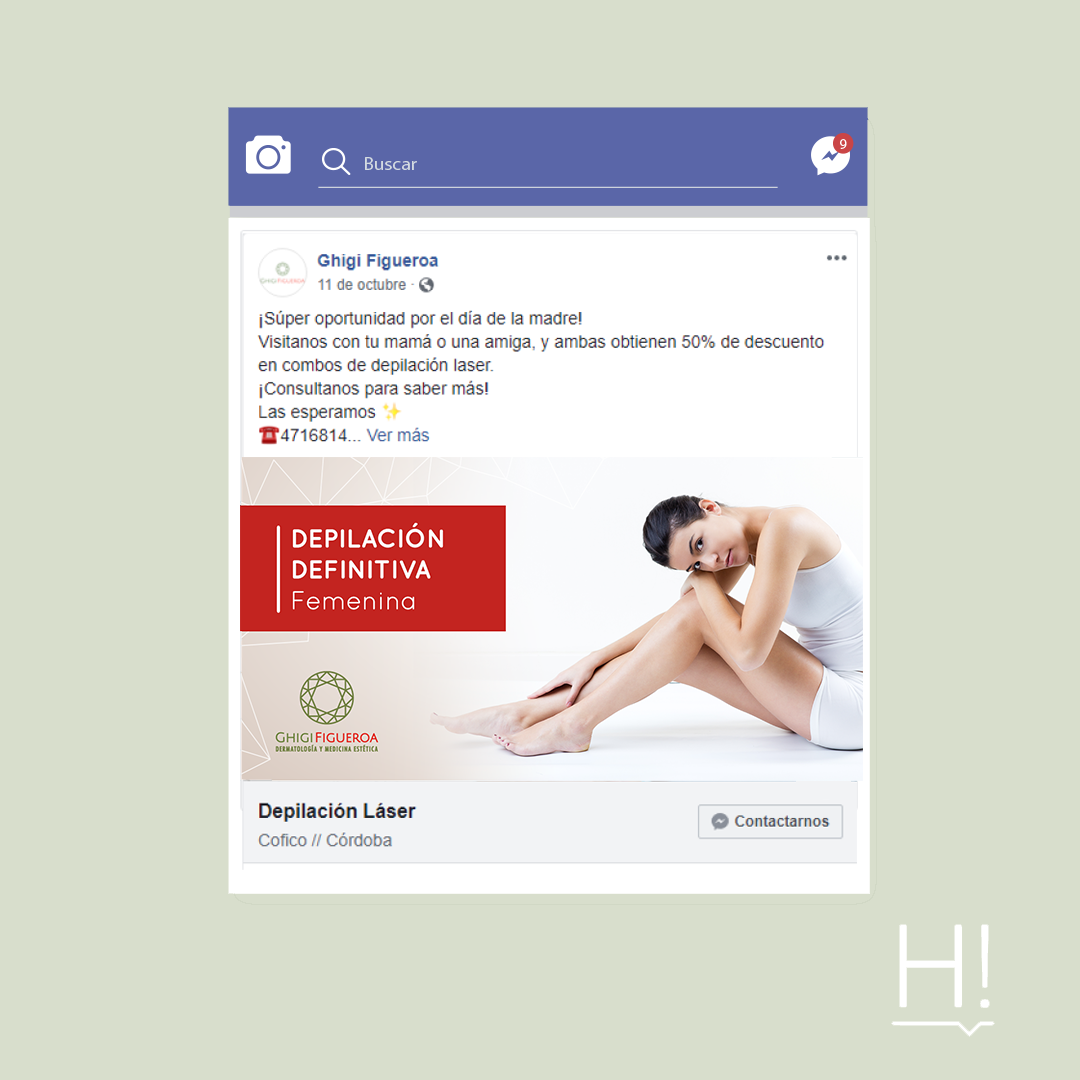 Buscar
9
GHIGIFIGUEROA
Ghigi Figueroa
11 de octubre ·
¡Súper oportunidad por el día de la madre!
Visitanos con tu mamá o una amiga, y ambas obtienen 50% de descuento
en combos de depilación laser.
¡Consultanos para saber más!
Las esperamos ✨
☎️4716814... Ver más
DEPILACIÓN
DEFINITIVA
Femenina
GHIGIFIGUEROA
DERMATOLOGÍA Y MEDICINA ESTÉTICA
Depilación Láser
Contactarnos
Cofico // Córdoba
H!